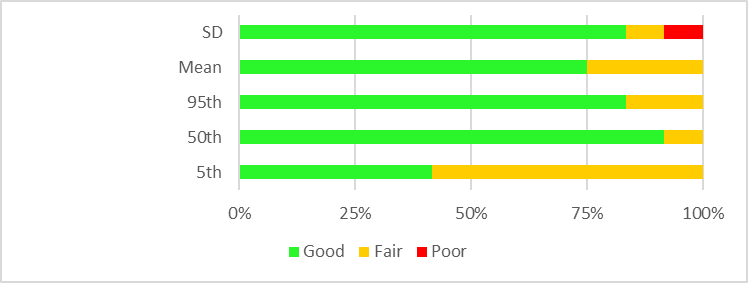 SD
Mean
95th
50th
5th
0% 25% 50% 75% 100%
Good Fair Poor